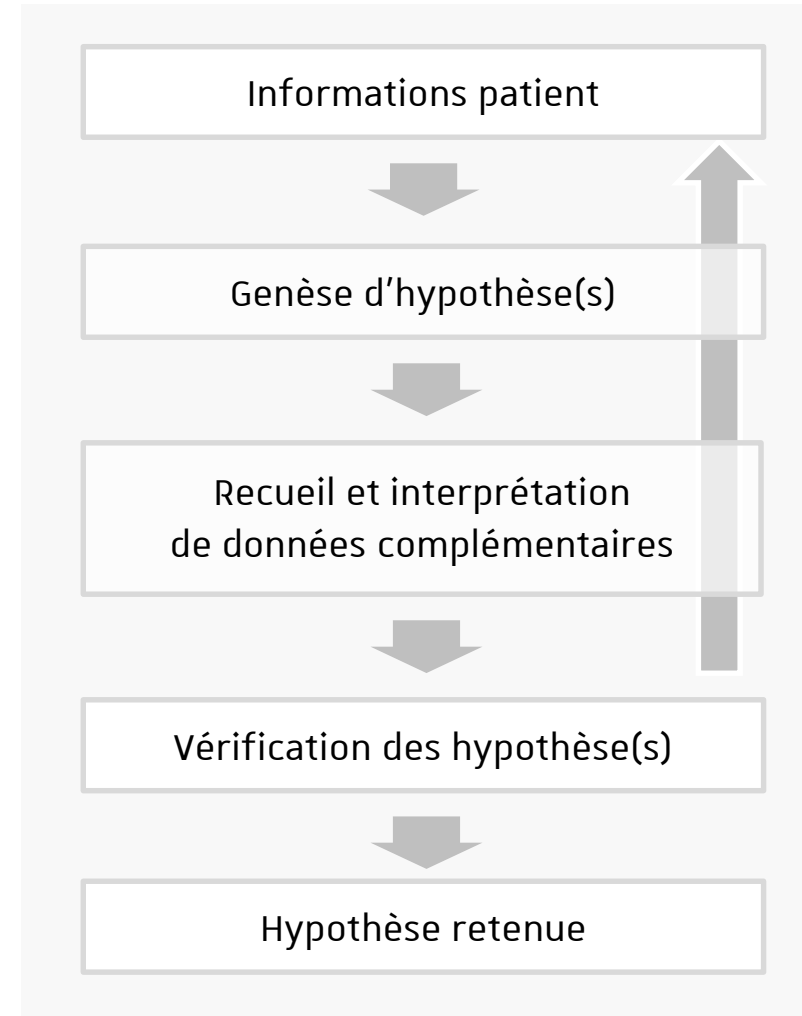 Informations patient
Genèse d'hypothèse(s)
Recueil et interprétation
de données complémentaires
Vérification des hypothèse(s)
Hypothèse retenue